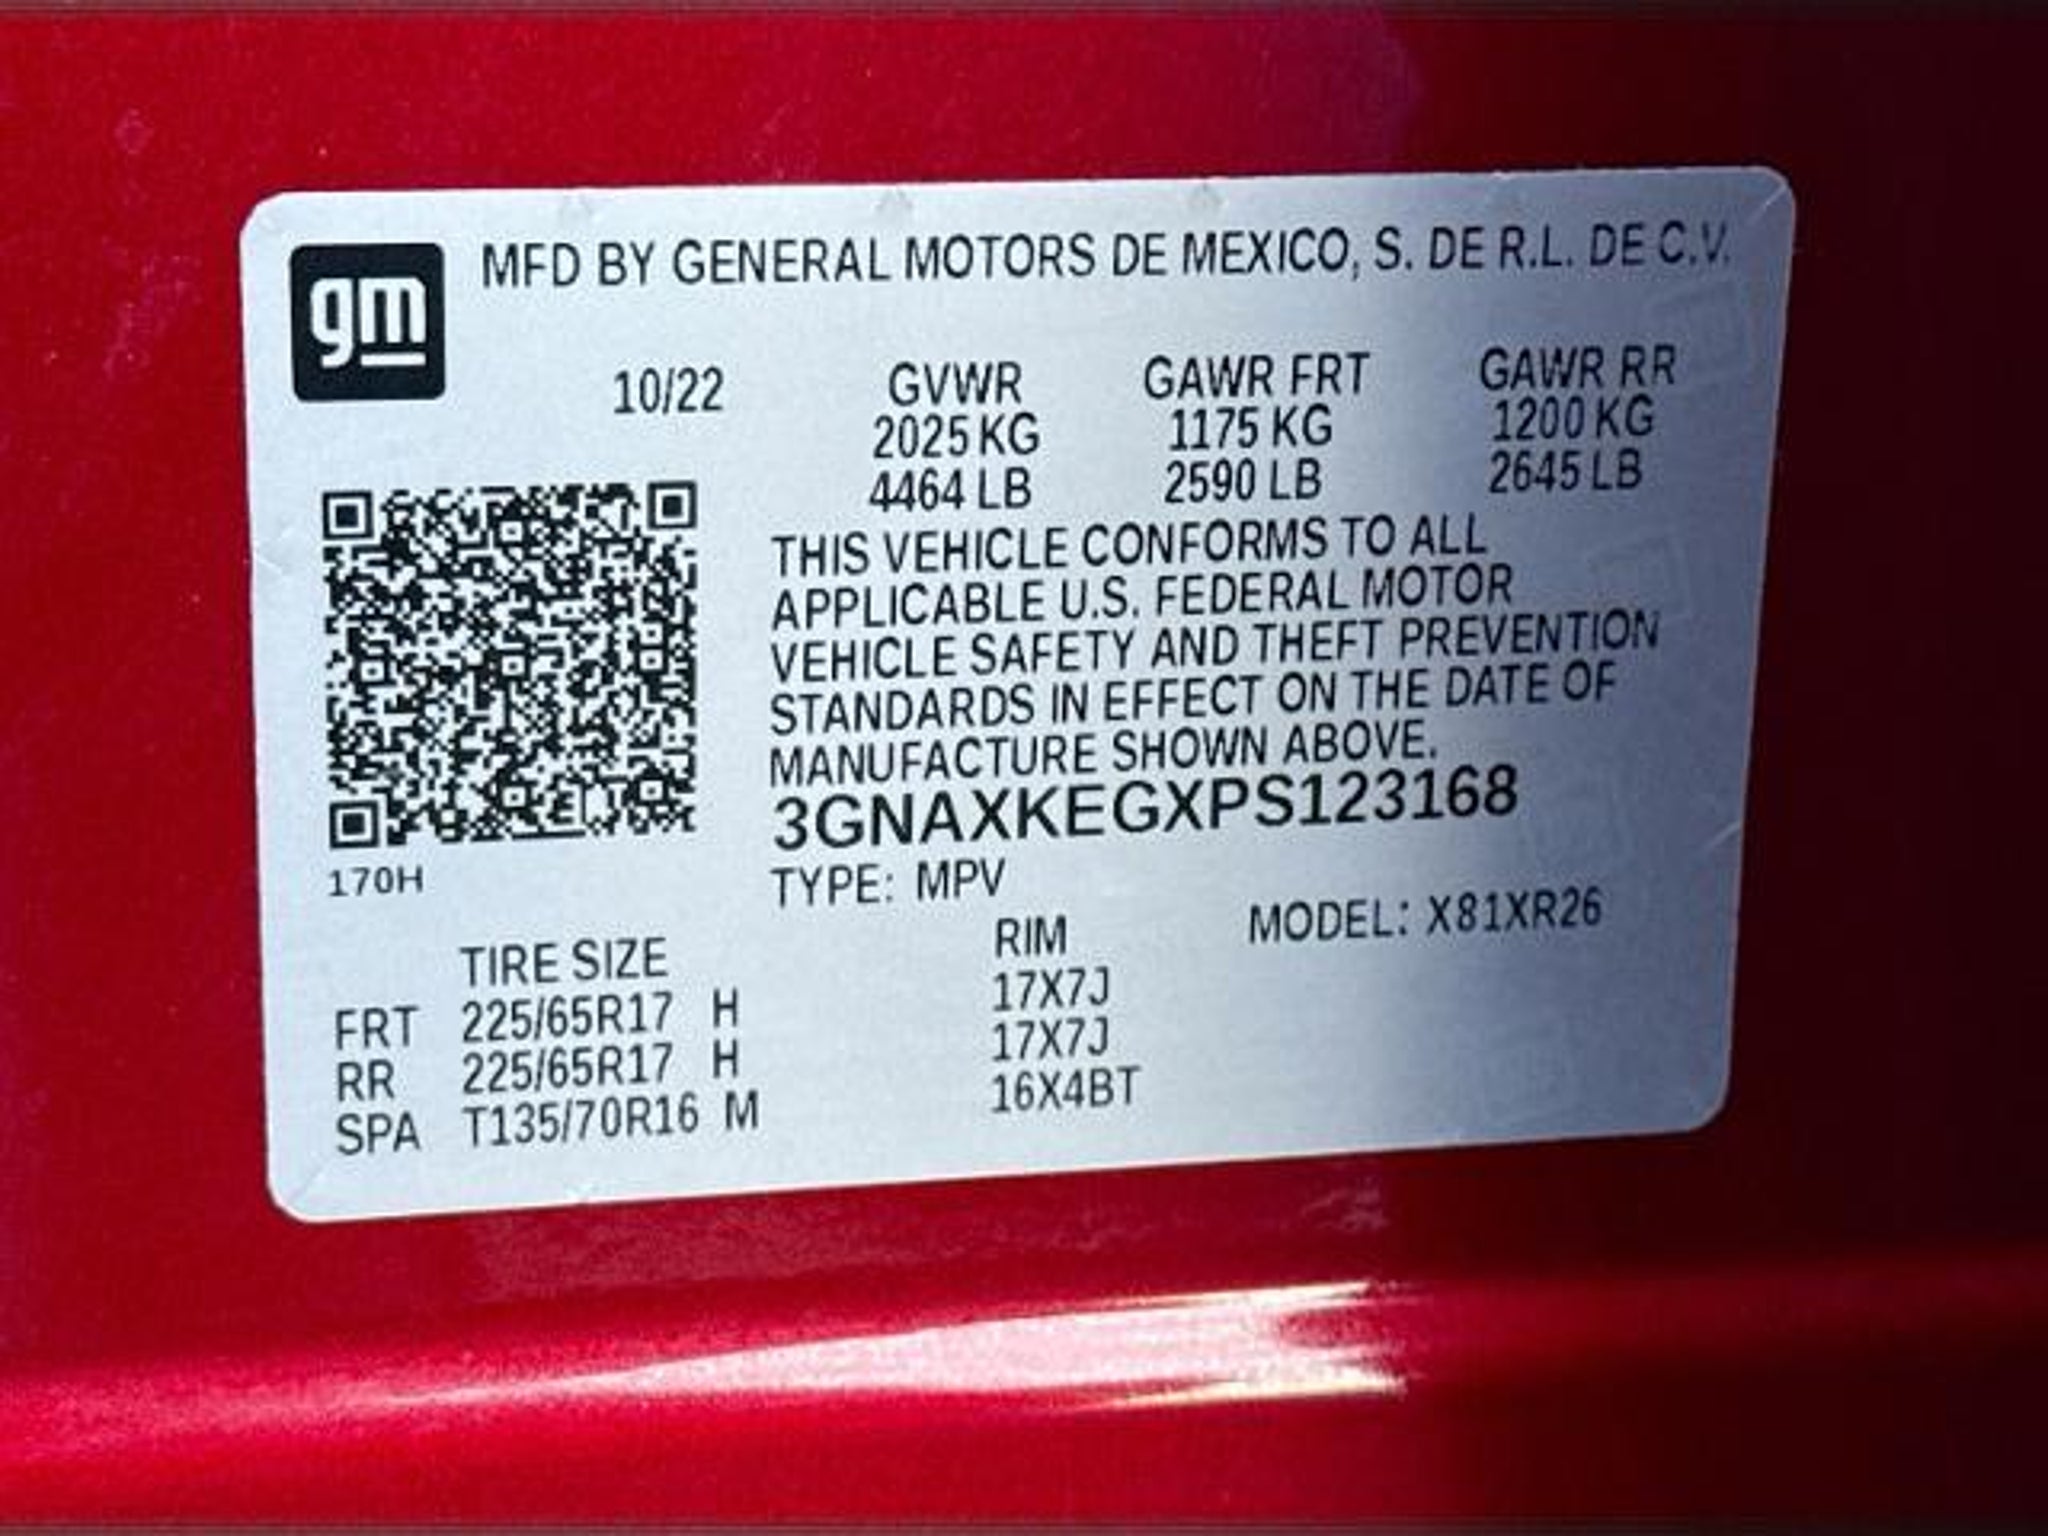 gm
MFD BY GENERAL MOTORS DE MEXICO, S. DE R.L. DE C.V.
10/22 GVWR GAWR FRT GAWR RR
2025 KG 1175 KG 1200 KG
4464 LB 2590 LB 2645 LB
THIS VEHICLE CONFORMS TO ALL
APPLICABLE U.S. FEDERAL MOTOR
VEHICLE SAFETY AND THEFT PREVENTION
STANDARDS IN EFFECT ON THE DATE OF
MANUFACTURE SHOWN ABOVE.
3GNAXKEGXPS123168
170H
TYPE: MPV MODEL: X81XR26
TIRE SIZE RIM
FRT 225/65R17 H 17X7J
RR 225/65R17 H 17X7J
SPA T135/70R16 M 16X4BT